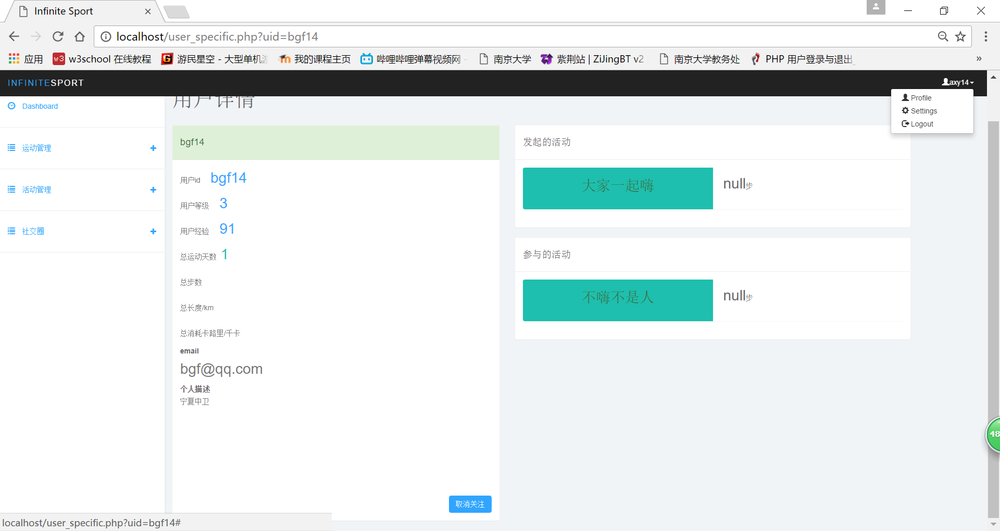 Infinite Sport
localhost/user_specific.php?uid=bgf14
应用
w3school 在线教程
游民星空 - 大型单机游
我的课程主页
哔哩哔哩弹幕视频网 -
南京大学
紫荆站 | ZiJingBT v2
南京大学教务处
PHP 用户登录与退出_
»
INFINITESPORT
axy14
Profile
Settings
Logout
Dashboard
运动管理
活动管理
社交圈
用户详情
bgf14
用户id bgf14
用户等级 3
用户经验 91
总运动天数 1
总步数
总长度/km
总消耗卡路里/千卡
email
bgf@qq.com
个人描述
宁夏中卫
取消关注
发起的活动
大家一起嗨
null步
参与的活动
不嗨不是人
null步
48
localhost/user_specific.php?uid=bgf14#